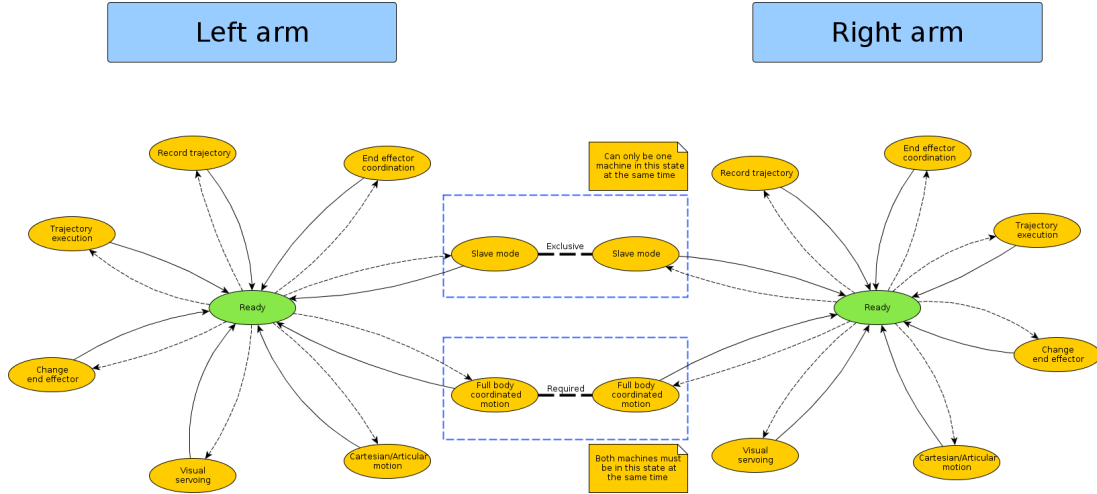 Left arm
Right arm
Record trajectory
End effector
coordination
Can only be one
machine in this state
at the same time
Record trajectory
End effector
coordination
Trajectory
execution
Exclusive
Slave mode
Slave mode
Trajectory
execution
Ready
Ready
Change
end effector
Full body
coordinated
motion
Required
Full body
coordinated
motion
Change
end effector
Visual
servoing
Cartesian/Articular
motion
Both machines must
be in this state at
the same time
Visual
servoing
Cartesian/Articular
motion